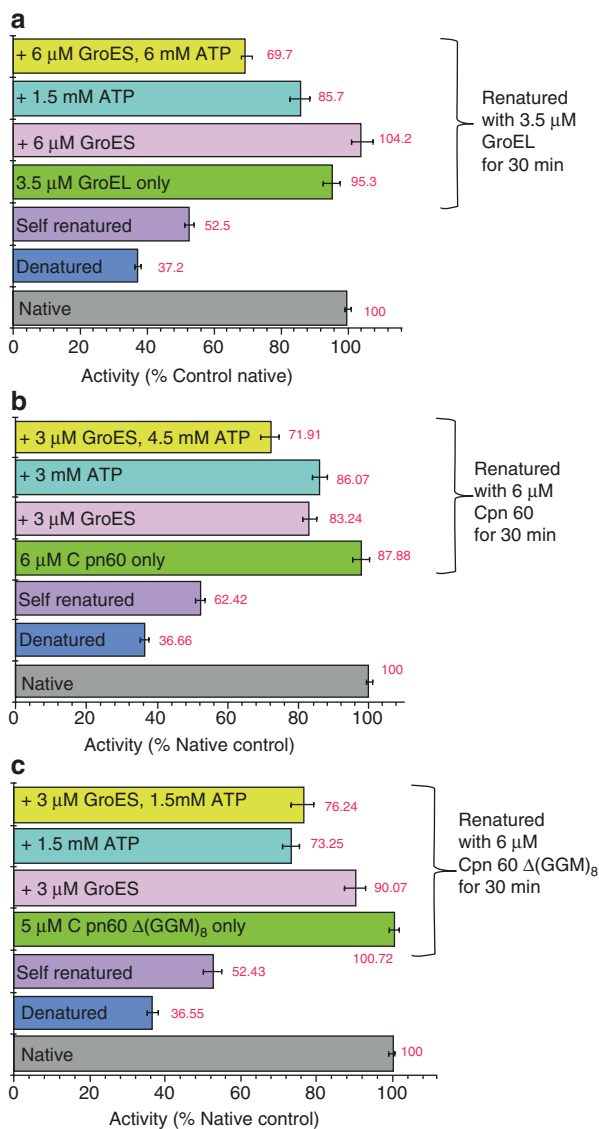 a
+ 6 µM GroES, 6 mM ATP
69.7
+ 1.5 mM ATP
85.7
+ 6 µM GroES
104.2
3.5 µM GroEL only
95.3
Self renatured
52.5
Denatured
37.2
Native
100
Renatured
with 3.5 µM
GroEL
for 30 min
0 20 40 60 80 100
Activity (% Control native)
b
+ 3 µM GroES, 4.5 mM ATP
71.91
+ 3 mM ATP
86.07
+ 3 µM GroES
83.24
6 µM C pn60 only
87.88
Self renatured
62.42
Denatured
36.66
Native
100
Renatured
with 6 µM
Cpn 60
for 30 min
0 20 40 60 80 100
Activity (% Native control)
c
+ 3 µM GroES, 1.5mM ATP
76.24
+ 1.5 mM ATP
73.25
+ 3 µM GroES
90.07
5 µM C pn60 Δ(GGM)₈ only
100.72
Self renatured
52.43
Denatured
36.55
Native
100
Renatured
with 6 µM
Cpn 60 Δ(GGM)₈
for 30 min
0 20 40 60 80 100
Activity (% Native control)